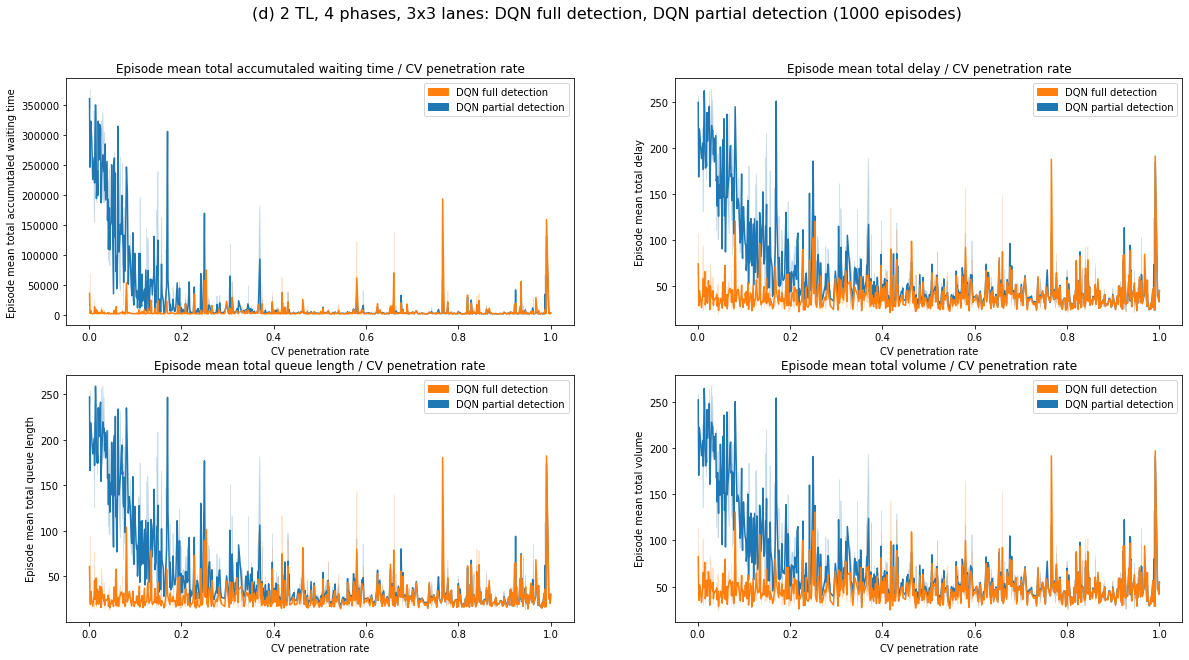 (d) 2 TL, 4 phases, 3x3 lanes: DQN full detection, DQN partial detection (1000 episodes)
Episode mean total accumutaled waiting time / CV penetration rate
Episode mean total accumutaled waiting time
350000
300000
250000
200000
150000
100000
50000
0
DQN full detection
DQN partial detection
0.0 0.2 0.4 0.6 0.8 1.0
CV penetration rate
Episode mean total delay / CV penetration rate
Episode mean total delay
250
200
150
100
50
DQN full detection
DQN partial detection
0.0 0.2 0.4 0.6 0.8 1.0
CV penetration rate
Episode mean total queue length / CV penetration rate
Episode mean total queue length
250
200
150
100
50
DQN full detection
DQN partial detection
0.0 0.2 0.4 0.6 0.8 1.0
CV penetration rate
Episode mean total volume / CV penetration rate
Episode mean total volume
250
200
150
100
50
DQN full detection
DQN partial detection
0.0 0.2 0.4 0.6 0.8 1.0
CV penetration rate